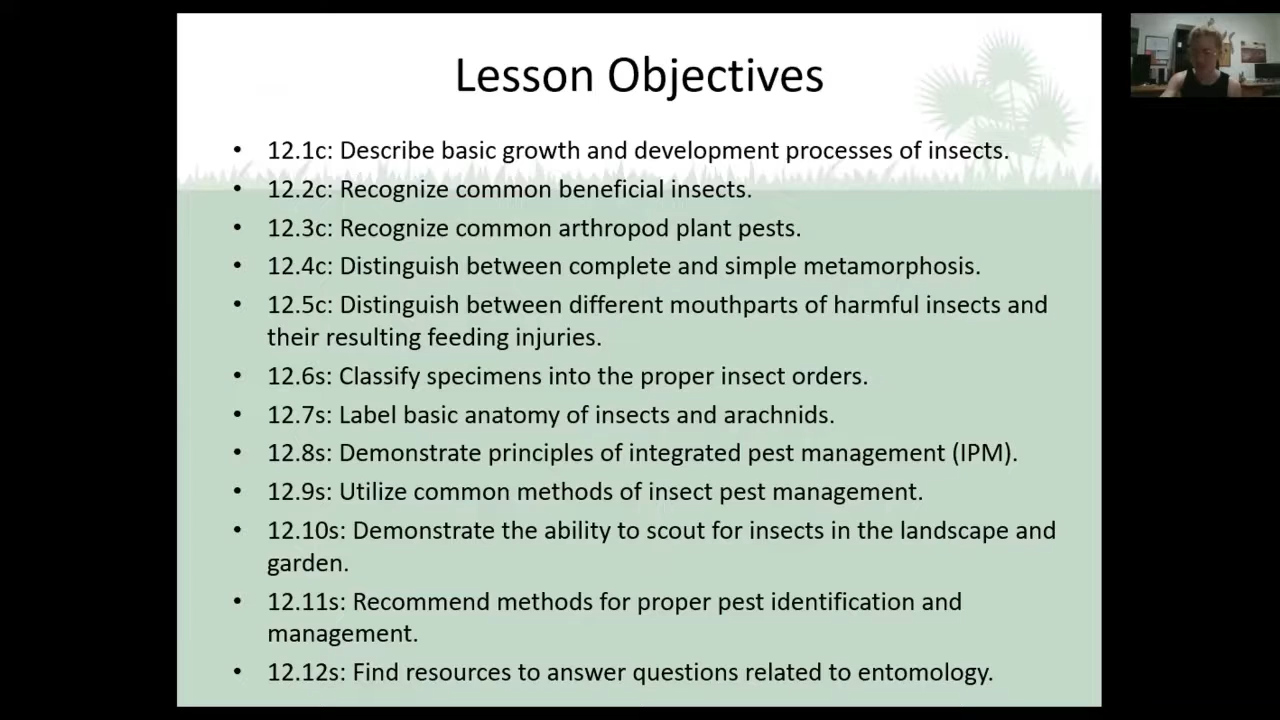 Lesson Objectives
• 12.1c: Describe basic growth and development processes of insects.
• 12.2c: Recognize common beneficial insects.
• 12.3c: Recognize common arthropod plant pests.
• 12.4c: Distinguish between complete and simple metamorphosis.
• 12.5c: Distinguish between different mouthparts of harmful insects and
their resulting feeding injuries.
• 12.6s: Classify specimens into the proper insect orders.
• 12.7s: Label basic anatomy of insects and arachnids.
• 12.8s: Demonstrate principles of integrated pest management (IPM).
• 12.9s: Utilize common methods of insect pest management.
• 12.10s: Demonstrate the ability to scout for insects in the landscape and
garden.
• 12.11s: Recommend methods for proper pest identification and
management.
• 12.12s: Find resources to answer questions related to entomology.